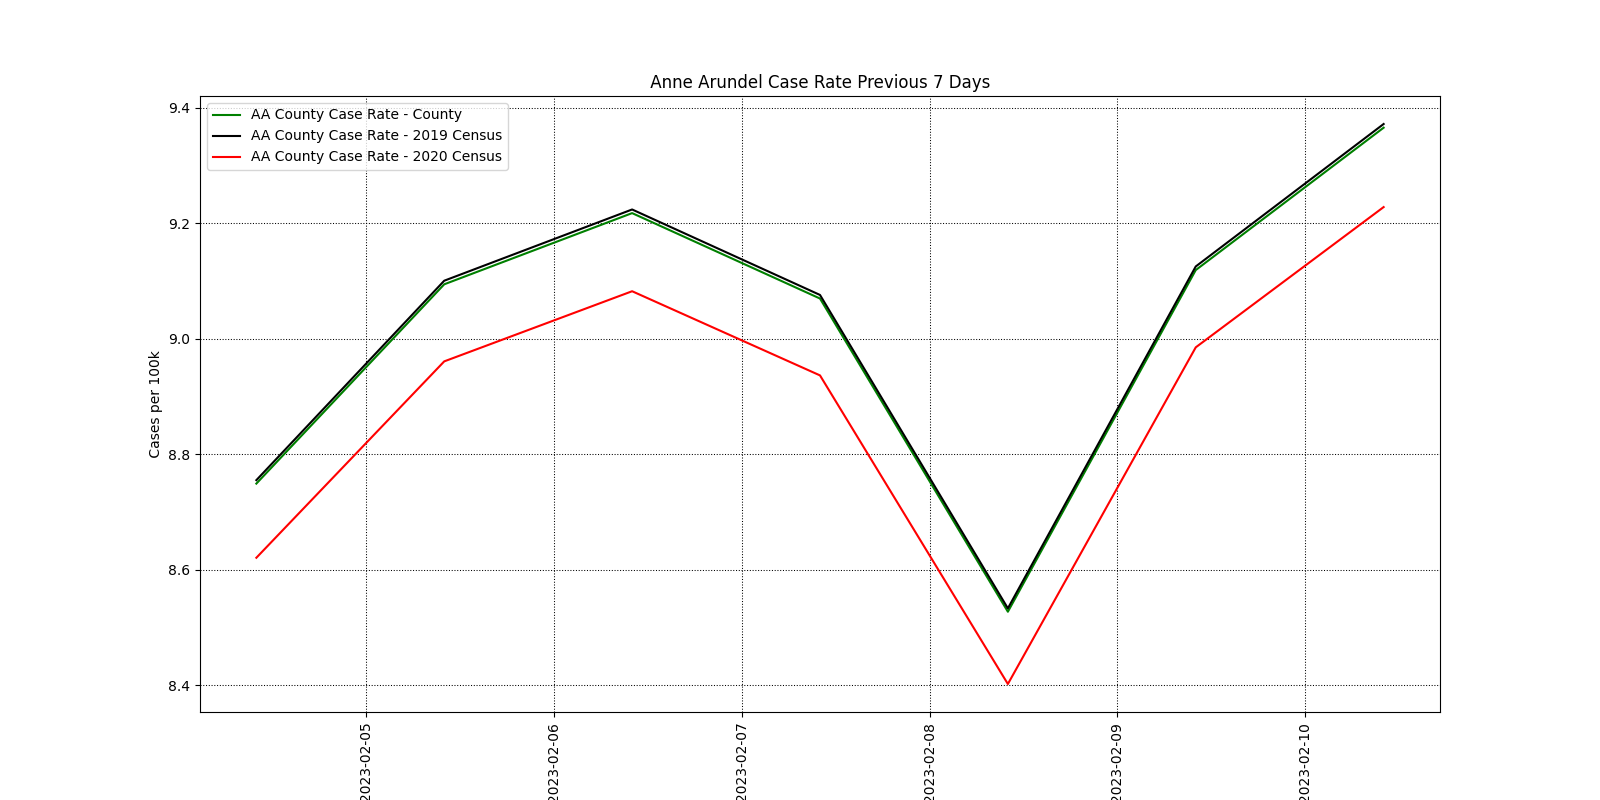 Anne Arundel Case Rate Previous 7 Days
AA County Case Rate - County
AA County Case Rate - 2019 Census
AA County Case Rate - 2020 Census
Cases per 100k
9.4
9.2
9.0
8.8
8.6
8.4
2023-02-05
2023-02-06
2023-02-07
2023-02-08
2023-02-09
2023-02-10